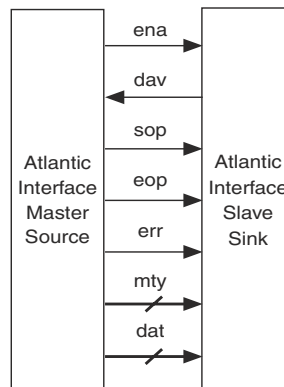 ena
dav
sop
eop
err
mty
dat
Atlantic
Interface
Master
Source
Atlantic
Interface
Slave
Sink